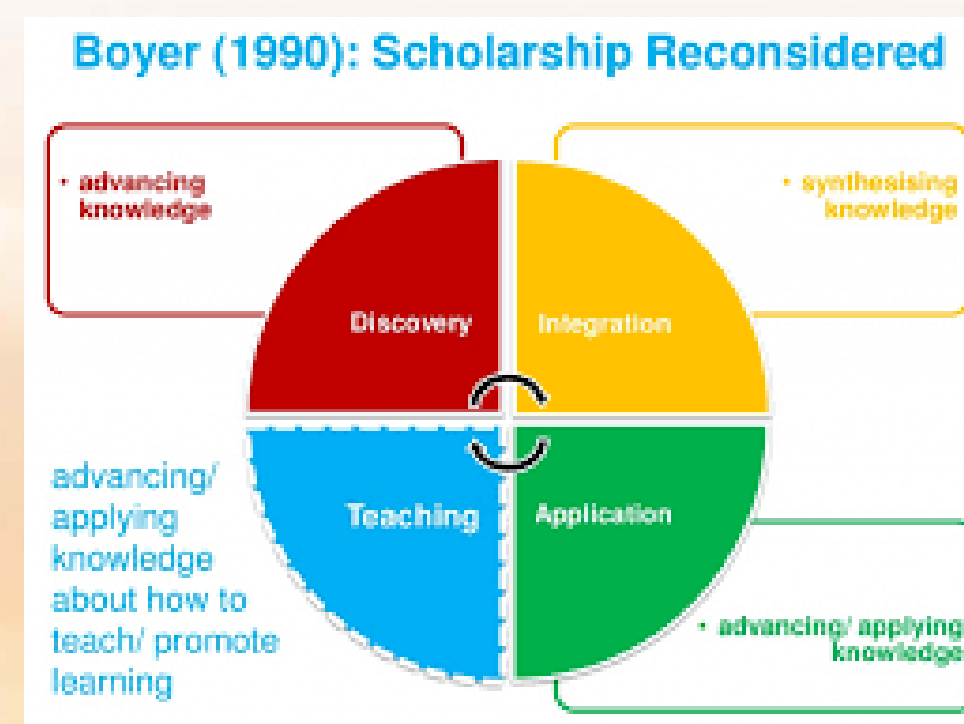 Boyer (1990): Scholarship Reconsidered
• advancing
knowledge
• synthesising
knowledge
Discovery
Integration
Teaching
Application
advancing/
applying
knowledge
about how to
teach/ promote
learning
• advancing/ applying
knowledge